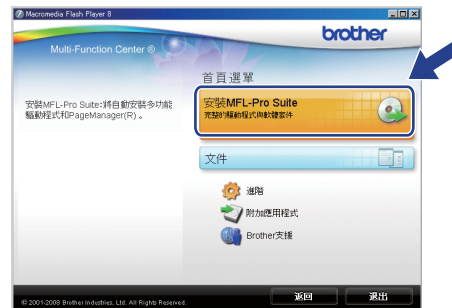 Macromedia Flash Player 8
brother
Multi-Function Center ®
首頁選單
安裝MFL-Pro Suite:將自動安裝多功能
驅動程式和PageManager(R) 。
安裝MFL-Pro Suite
完整的驅動程式與軟體套件
文件
進階
附加應用程式
Brother支援
© 2001-2008 Brother Industries, Ltd. All Rights Reserved.
返回
退出